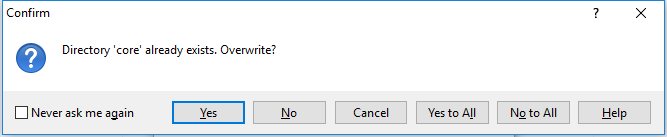 Confirm
Directory 'core' already exists. Overwrite?
Never ask me again
Yes
No
Cancel
Yes to All
No to All
Help